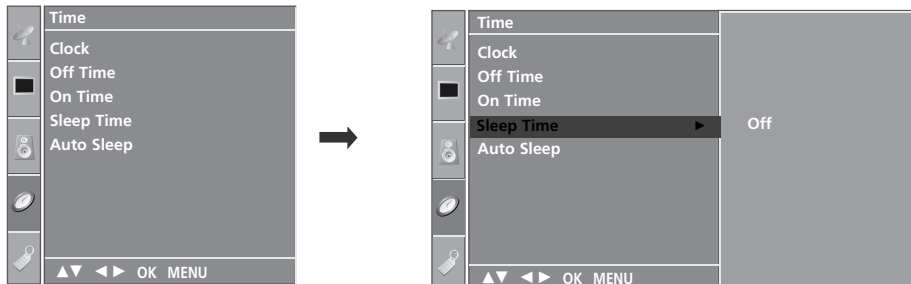 Time
Clock
Off Time
On Time
Sleep Time
Auto Sleep
▲▼ ◄► OK MENU
Time
Clock
Off Time
On Time
Sleep Time ► Off
Auto Sleep
▲▼ ◄► OK MENU